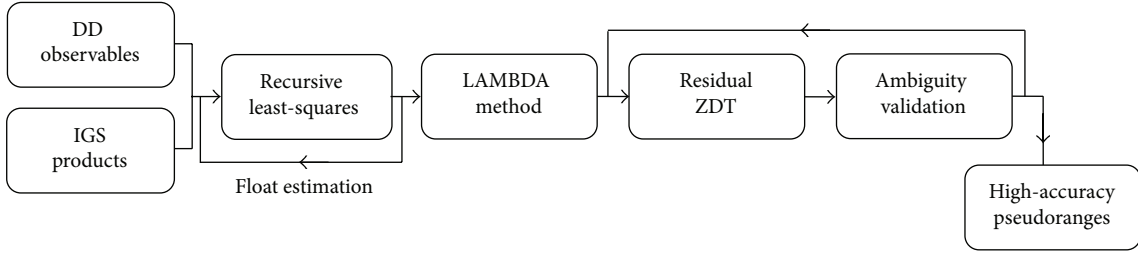 DD
observables
IGS
products
Recursive
least-squares
Float estimation
LAMBDA
method
Residual
ZDT
Ambiguity
validation
High-accuracy
pseudoranges